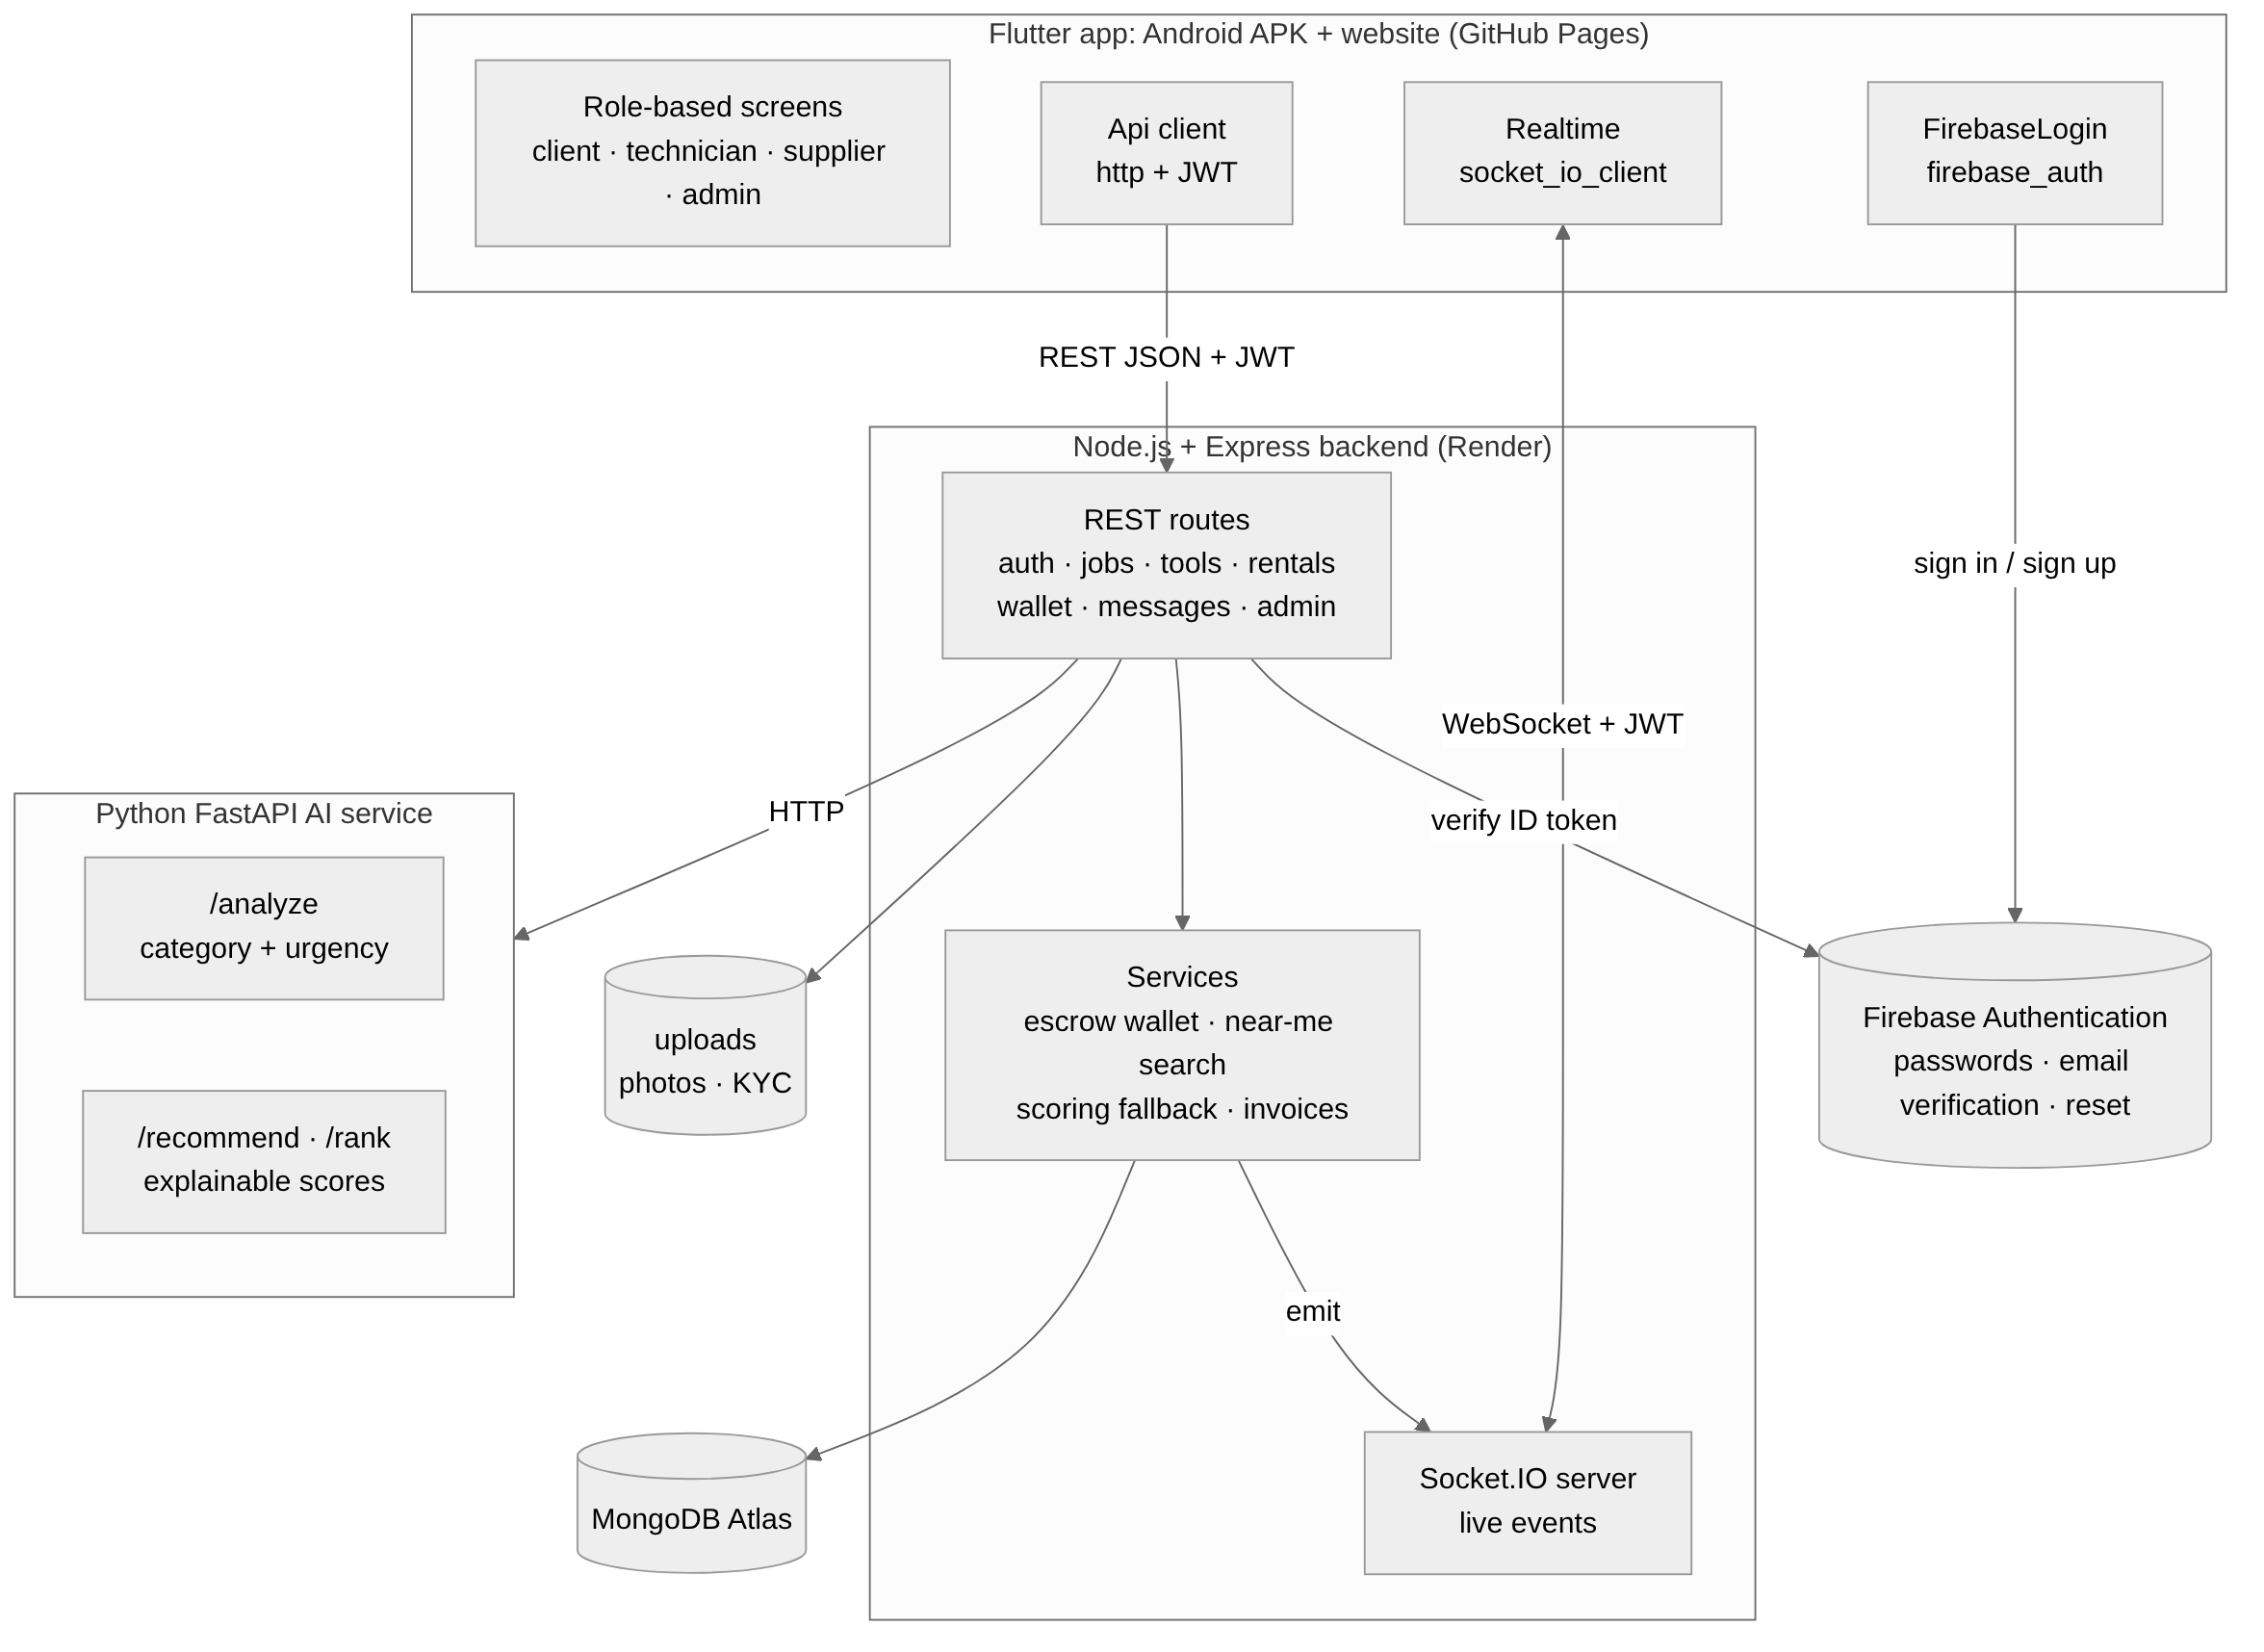 Flutter app: Android APK + website (GitHub Pages)
Role-based screens
client · technician · supplier
· admin
Api client
http + JWT
Realtime
socket_io_client
FirebaseLogin
firebase_auth
REST JSON + JWT
Node.js + Express backend (Render)
REST routes
auth · jobs · tools · rentals
wallet · messages · admin
sign in / sign up
WebSocket + JWT
HTTP
verify ID token
Python FastAPI AI service
/analyze
category + urgency
/recommend · /rank
explainable scores
uploads
photos · KYC
Services
escrow wallet · near-me
search
scoring fallback · invoices
Firebase Authentication
passwords · email
verification · reset
emit
MongoDB Atlas
Socket.IO server
live events